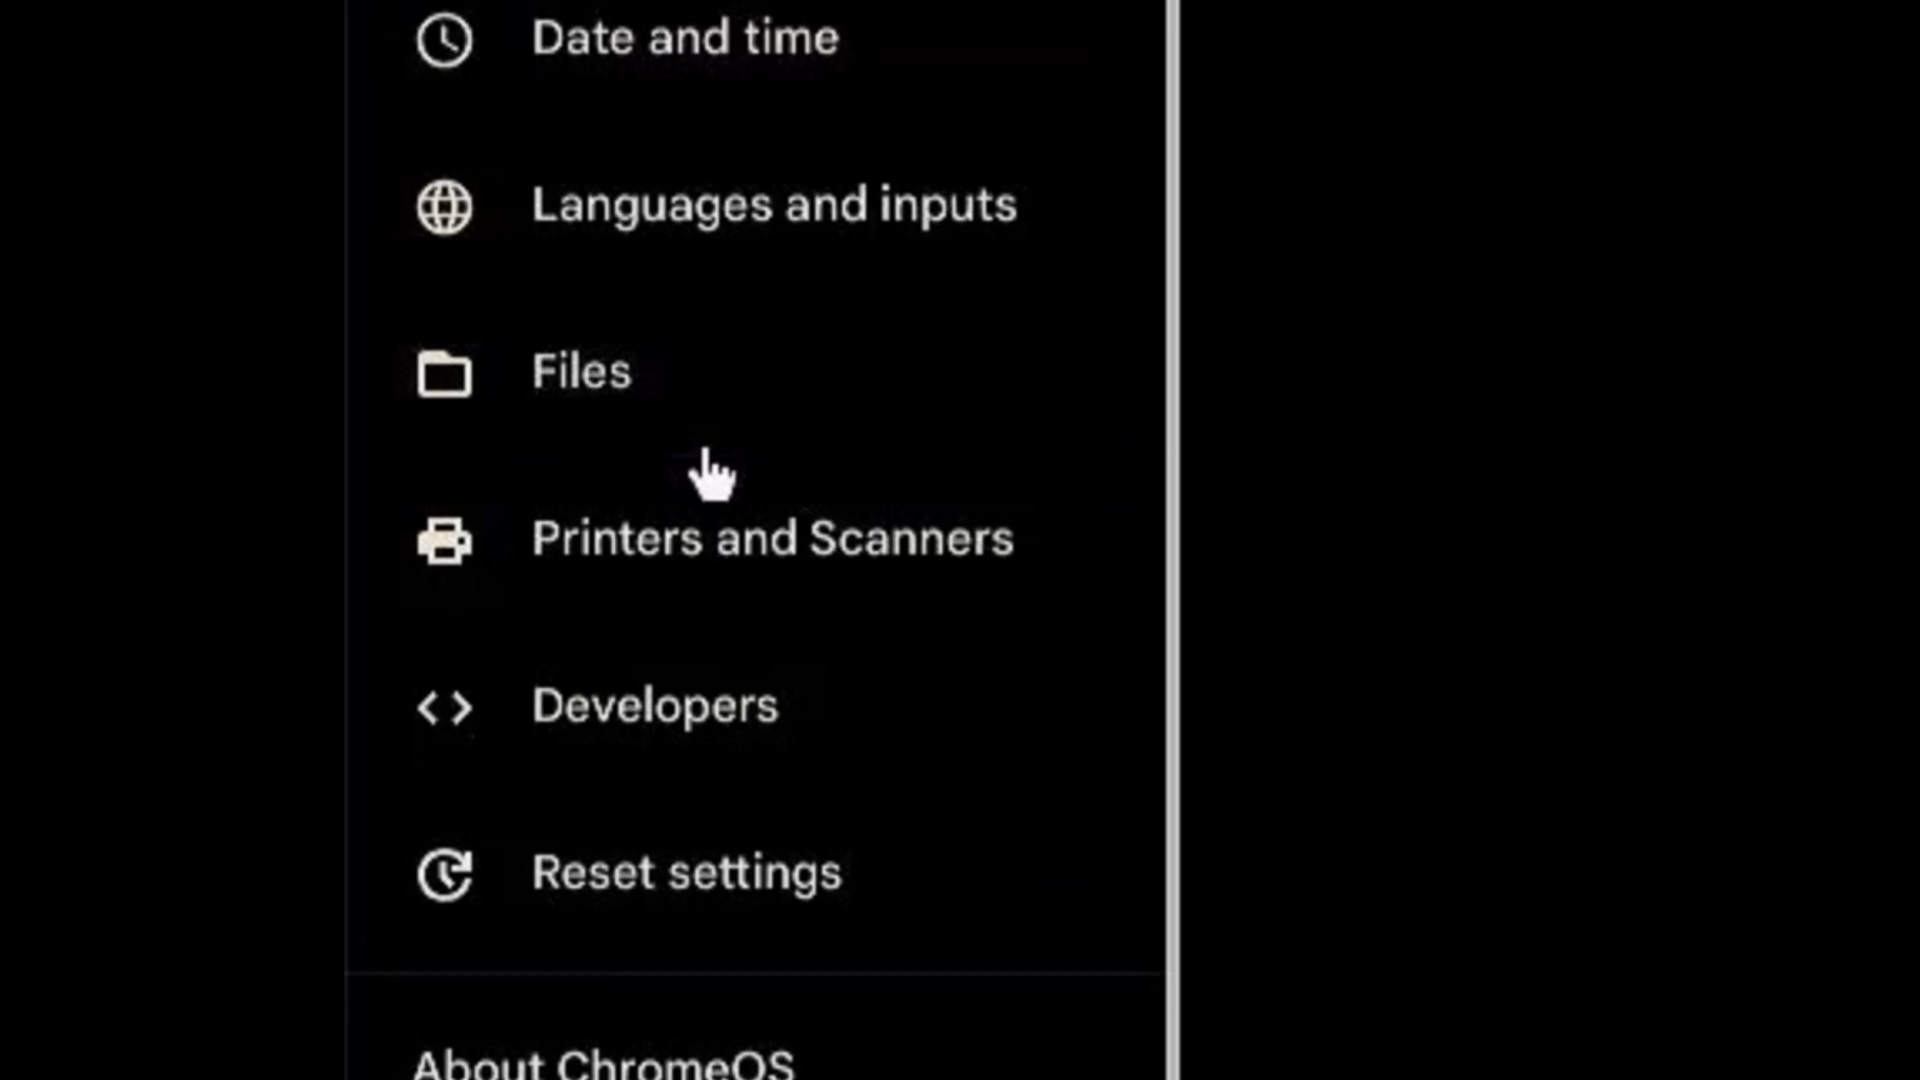 Date and time
Languages and inputs
Files
Printers and Scanners
Developers
Reset settings
About ChromeOS